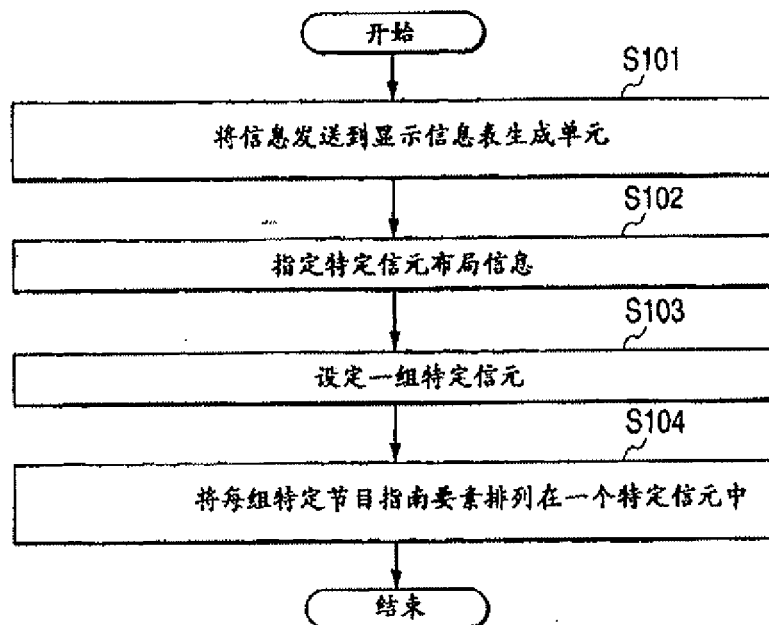 开始
S101
将信息发送到显示信息表生成单元
S102
指定特定信元布局信息
S103
设定一组特定信元
S104
将每组特定节目指南要素排列在一个特定信元中
结束